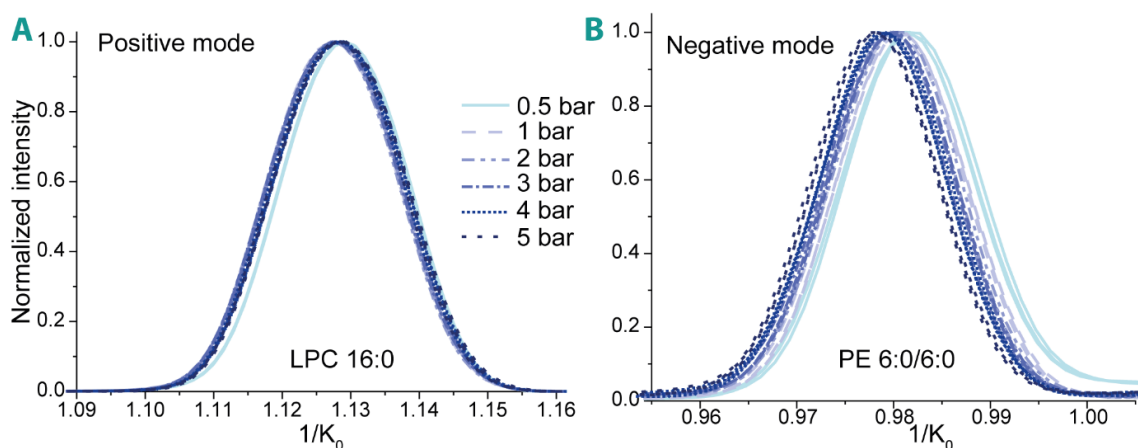 A
Positive mode
Normalized intensity
1.0
0.8
0.6
0.4
0.2
0.0
1.09 1.10 1.11 1.12 1.13 1.14 1.15 1.16
1/K0
LPC 16:0
0.5 bar
1 bar
2 bar
3 bar
4 bar
5 bar
B
Negative mode
1.0
0.8
0.6
0.4
0.2
0.0
0.96 0.97 0.98 0.99 1.00
1/K0
PE 6:0/6:0